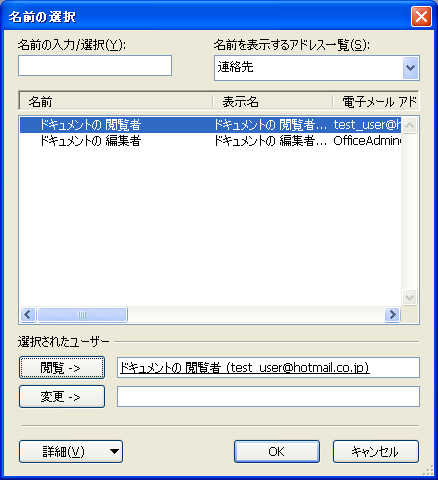 名前の選択
名前の入力/選択(Y):
名前を表示するアドレス一覧(S):
連絡先
名前 表示名 電子メール アド
ドキュメントの 閲覧者 ドキュメントの 閲覧者... test_user@h
ドキュメントの 編集者 ドキュメントの 編集者... OfficeAdmin
選択されたユーザー
閲覧 -> ドキュメントの 閲覧者 (test_user@hotmail.co.jp)
変更 ->
詳細(V) OK キャンセル